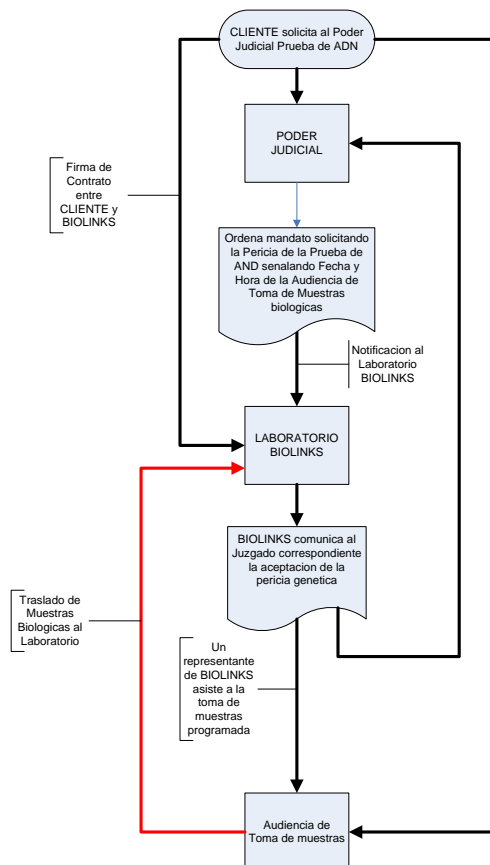 CLIENTE solicita al Poder
Judicial Prueba de ADN
PODER
JUDICIAL
Firma de
Contrato
entre
CLIENTE y
BIOLINKS
Ordena mandato solicitando
la Pericia de la Prueba de
AND senalando Fecha y
Hora de la Audiencia de
Toma de Muestras
biologicas
Notificacion al
Laboratorio
BIOLINKS
LABORATORIO
BIOLINKS
BIOLINKS comunica al
Juzgado correspondiente
la aceptacion de la
pericia genetica
Traslado de
Muestras
Biologicas al
Laboratorio
Un
representante
de BIOLINKS
asiste a la
toma de
muestras
programada
Audiencia de
Toma de muestras